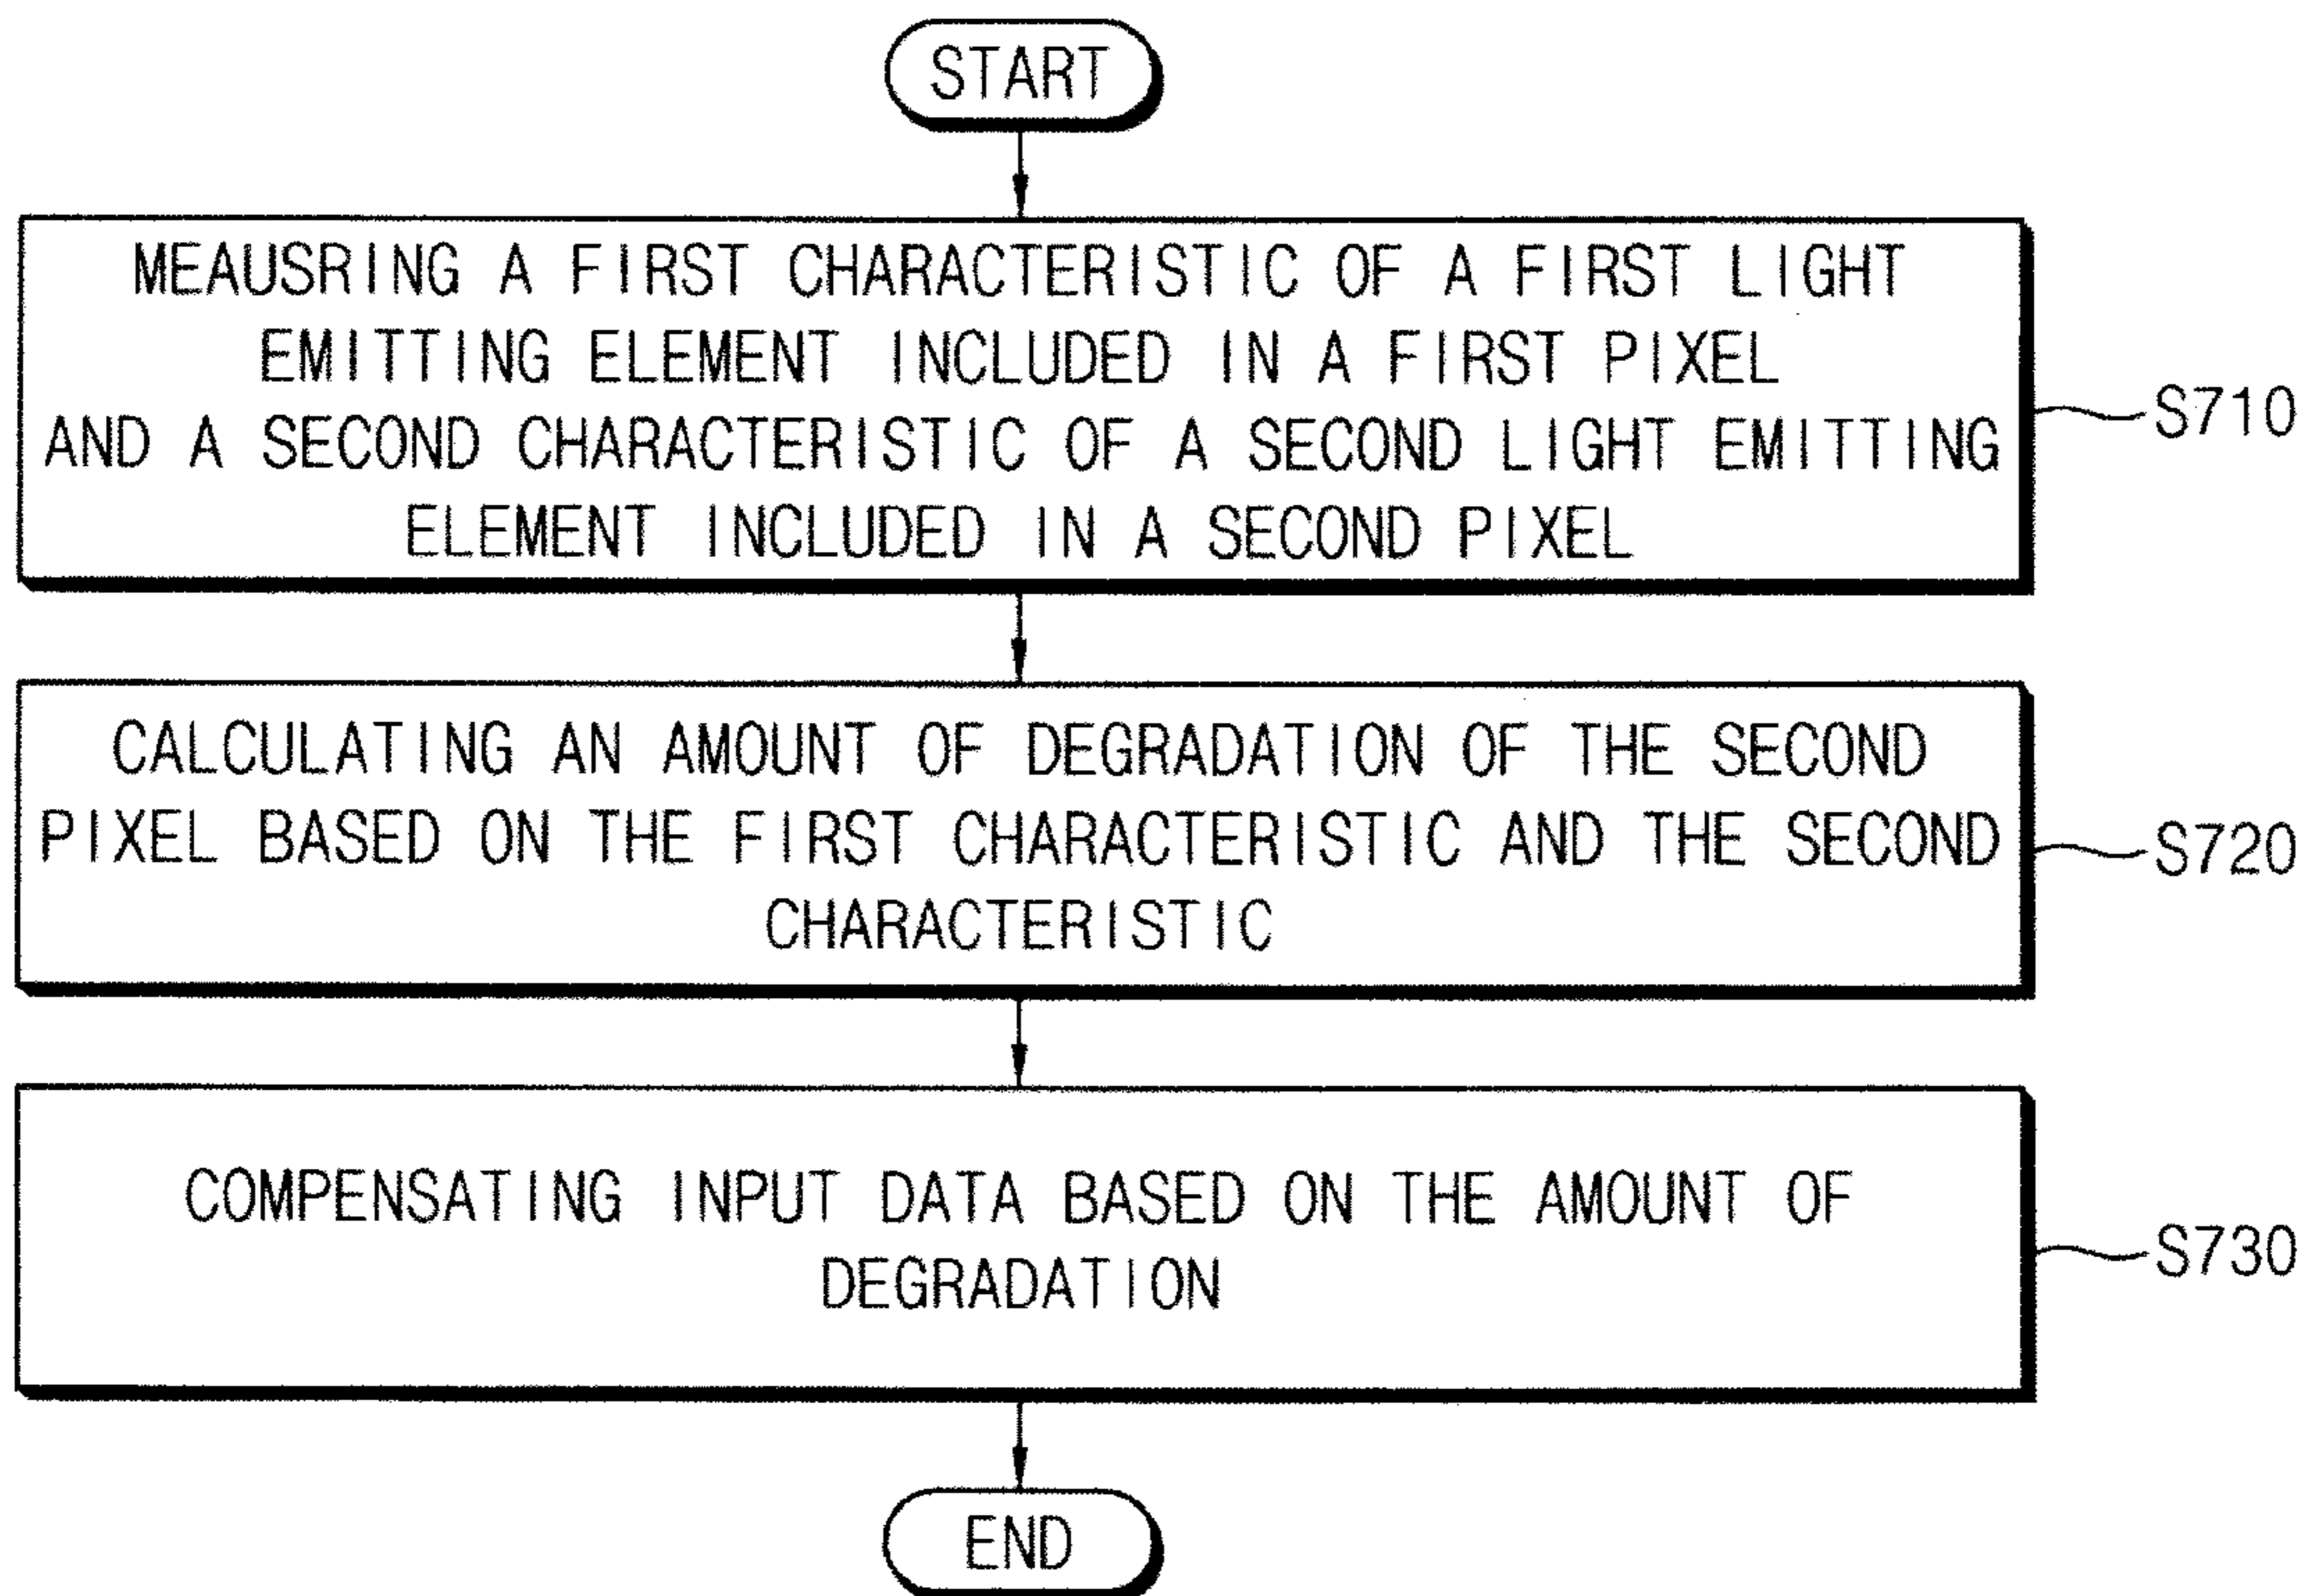 START
MEAUSRING A FIRST CHARACTERISTIC OF A FIRST LIGHT
EMITTING ELEMENT INCLUDED IN A FIRST PIXEL
AND A SECOND CHARACTERISTIC OF A SECOND LIGHT EMITTING
ELEMENT INCLUDED IN A SECOND PIXEL
S710
CALCULATING AN AMOUNT OF DEGRADATION OF THE SECOND
PIXEL BASED ON THE FIRST CHARACTERISTIC AND THE SECOND
CHARACTERISTIC
S720
COMPENSATING INPUT DATA BASED ON THE AMOUNT OF
DEGRADATION
S730
END